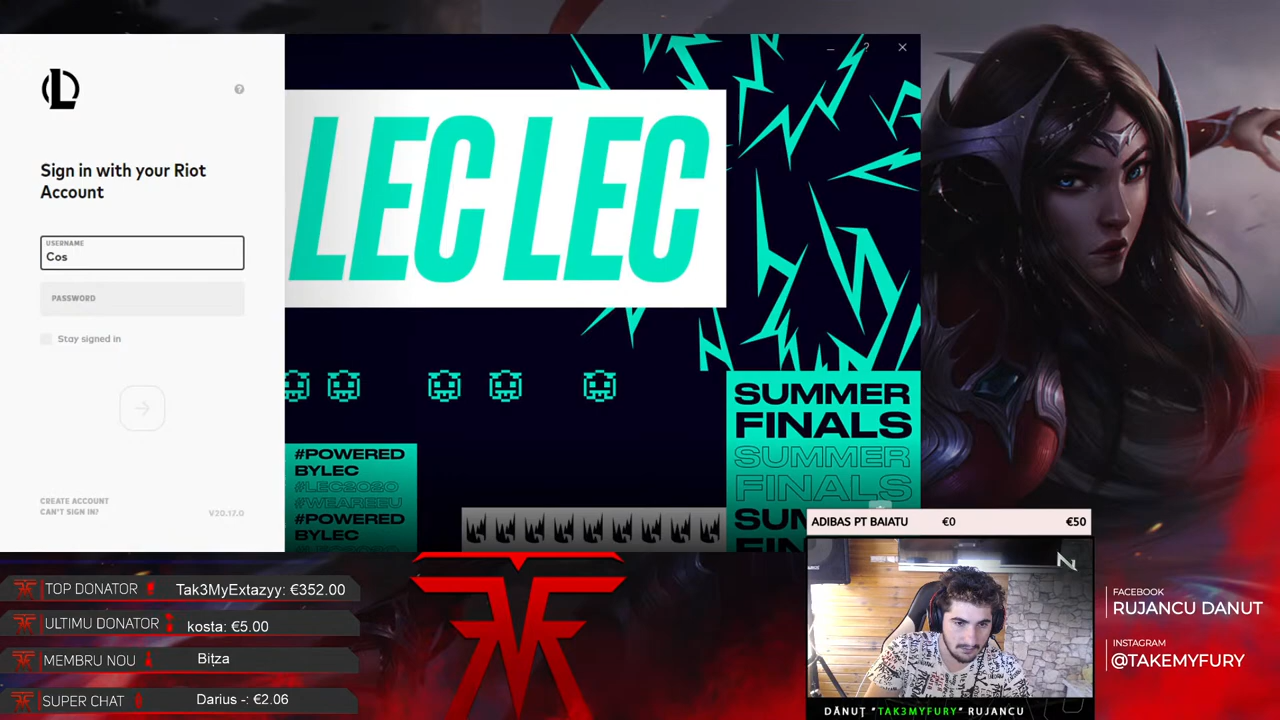 Sign in with your Riot
Account
USERNAME
Cos
PASSWORD
Stay signed in
CREATE ACCOUNT
CAN'T SIGN IN?
V20.17.0
LEC LEC
SUMMER
FINALS
SUMMER
FINALS
#POWERED
BYLEC
#LEC2020
#WEAREEU
#POWERED
BYLEC
ADIBAS PT BAIATU €0 €50
TOP DONATOR Tak3MyExtazyy: €352.00
ULTIMU DONATOR kosta: €5.00
MEMBRU NOU Bițza
SUPER CHAT Darius -: €2.06
DĂNUȚ "TAK3MYFURY" RUJANCU
FACEBOOK
RUJANCU DANUT
INSTAGRAM
@TAKEMYFURY